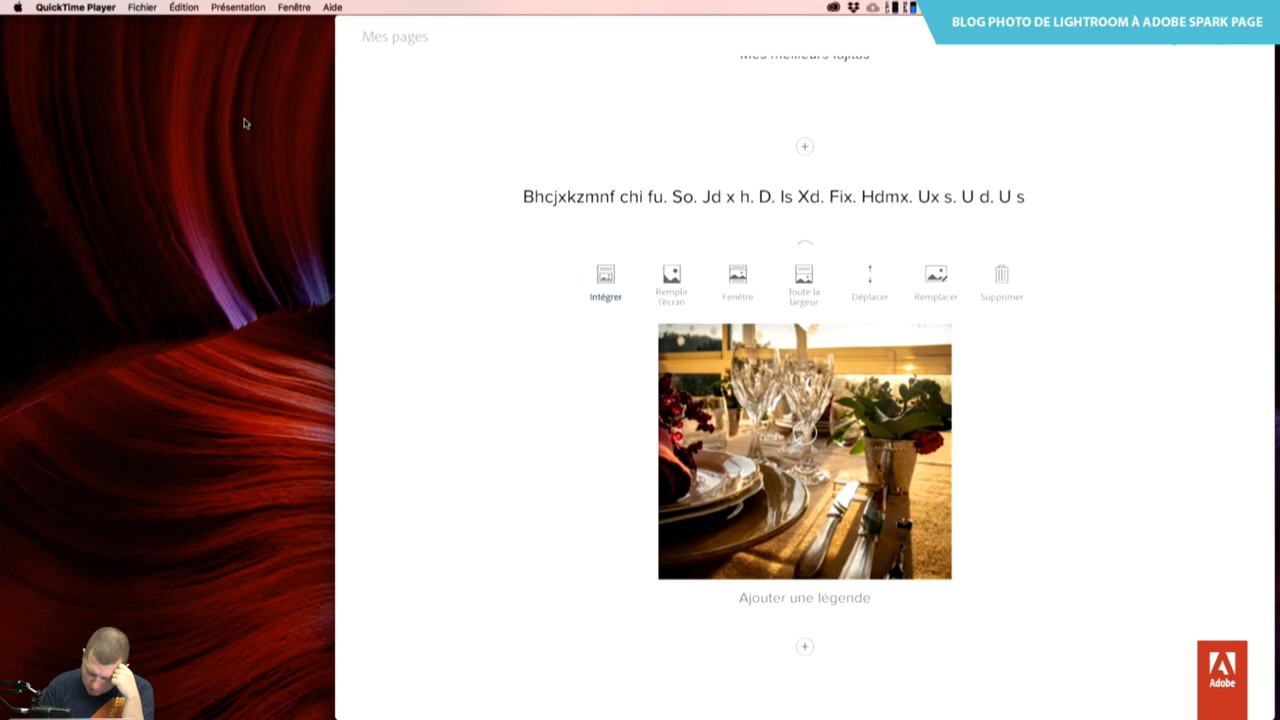 QuickTime Player Fichier Édition Présentation Fenêtre Aide
BLOG PHOTO DE LIGHTROOM À ADOBE SPARK PAGE
Mes pages
Mes meilleurs
Bhcjxkzmnf chi fu. So. Jd x h. D. Is Xd. Fix. Hdmx. Ux s. U d. U s
Intégrer
Remplir
l'écran
Fenêtre
Toute la
largeur
Déplacer
Remplacer
Supprimer
Ajouter une légende
Adobe